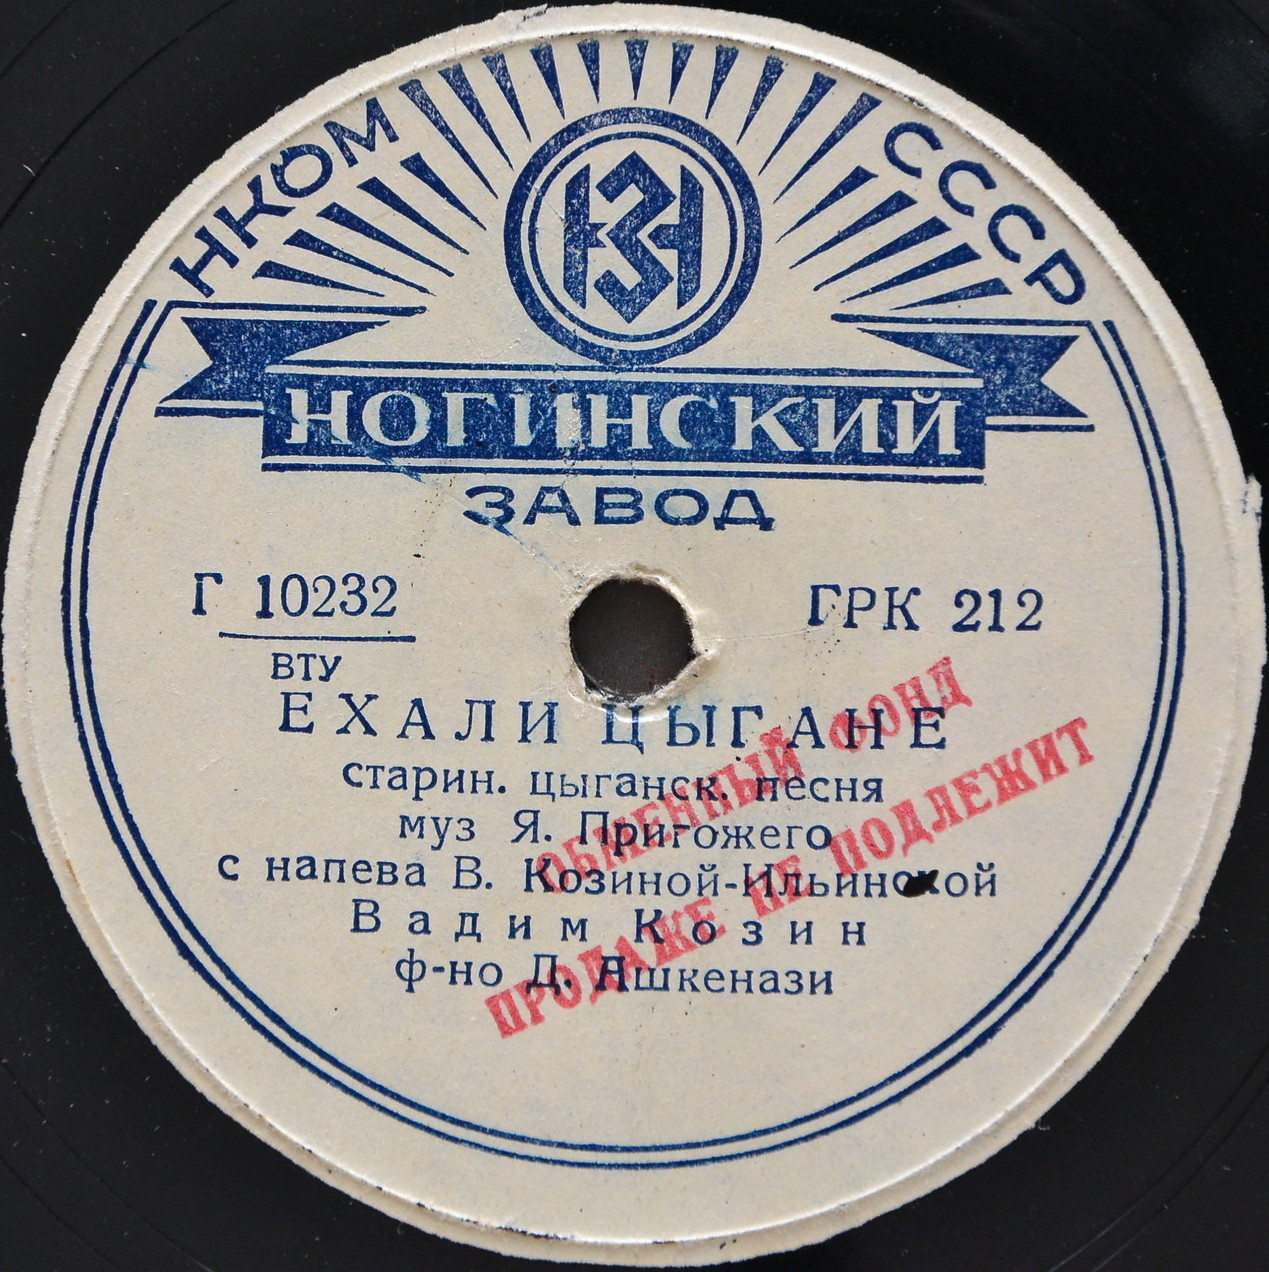 НКОМ СССР
НЗ
НОГИНСКИЙ
ЗАВОД
Г 10232 ГРК 212
ВТУ
ЕХАЛИ ЦЫГАНЕ
старин. цыганск. песня
муз Я. Пригожего
с напева В. Козиной-Ильинской
Вадим Козин
ф-но Д. Ашкенази
ОБМЕННЫЙ ФОНД
ПРОДАЖЕ НЕ ПОДЛЕЖИТ